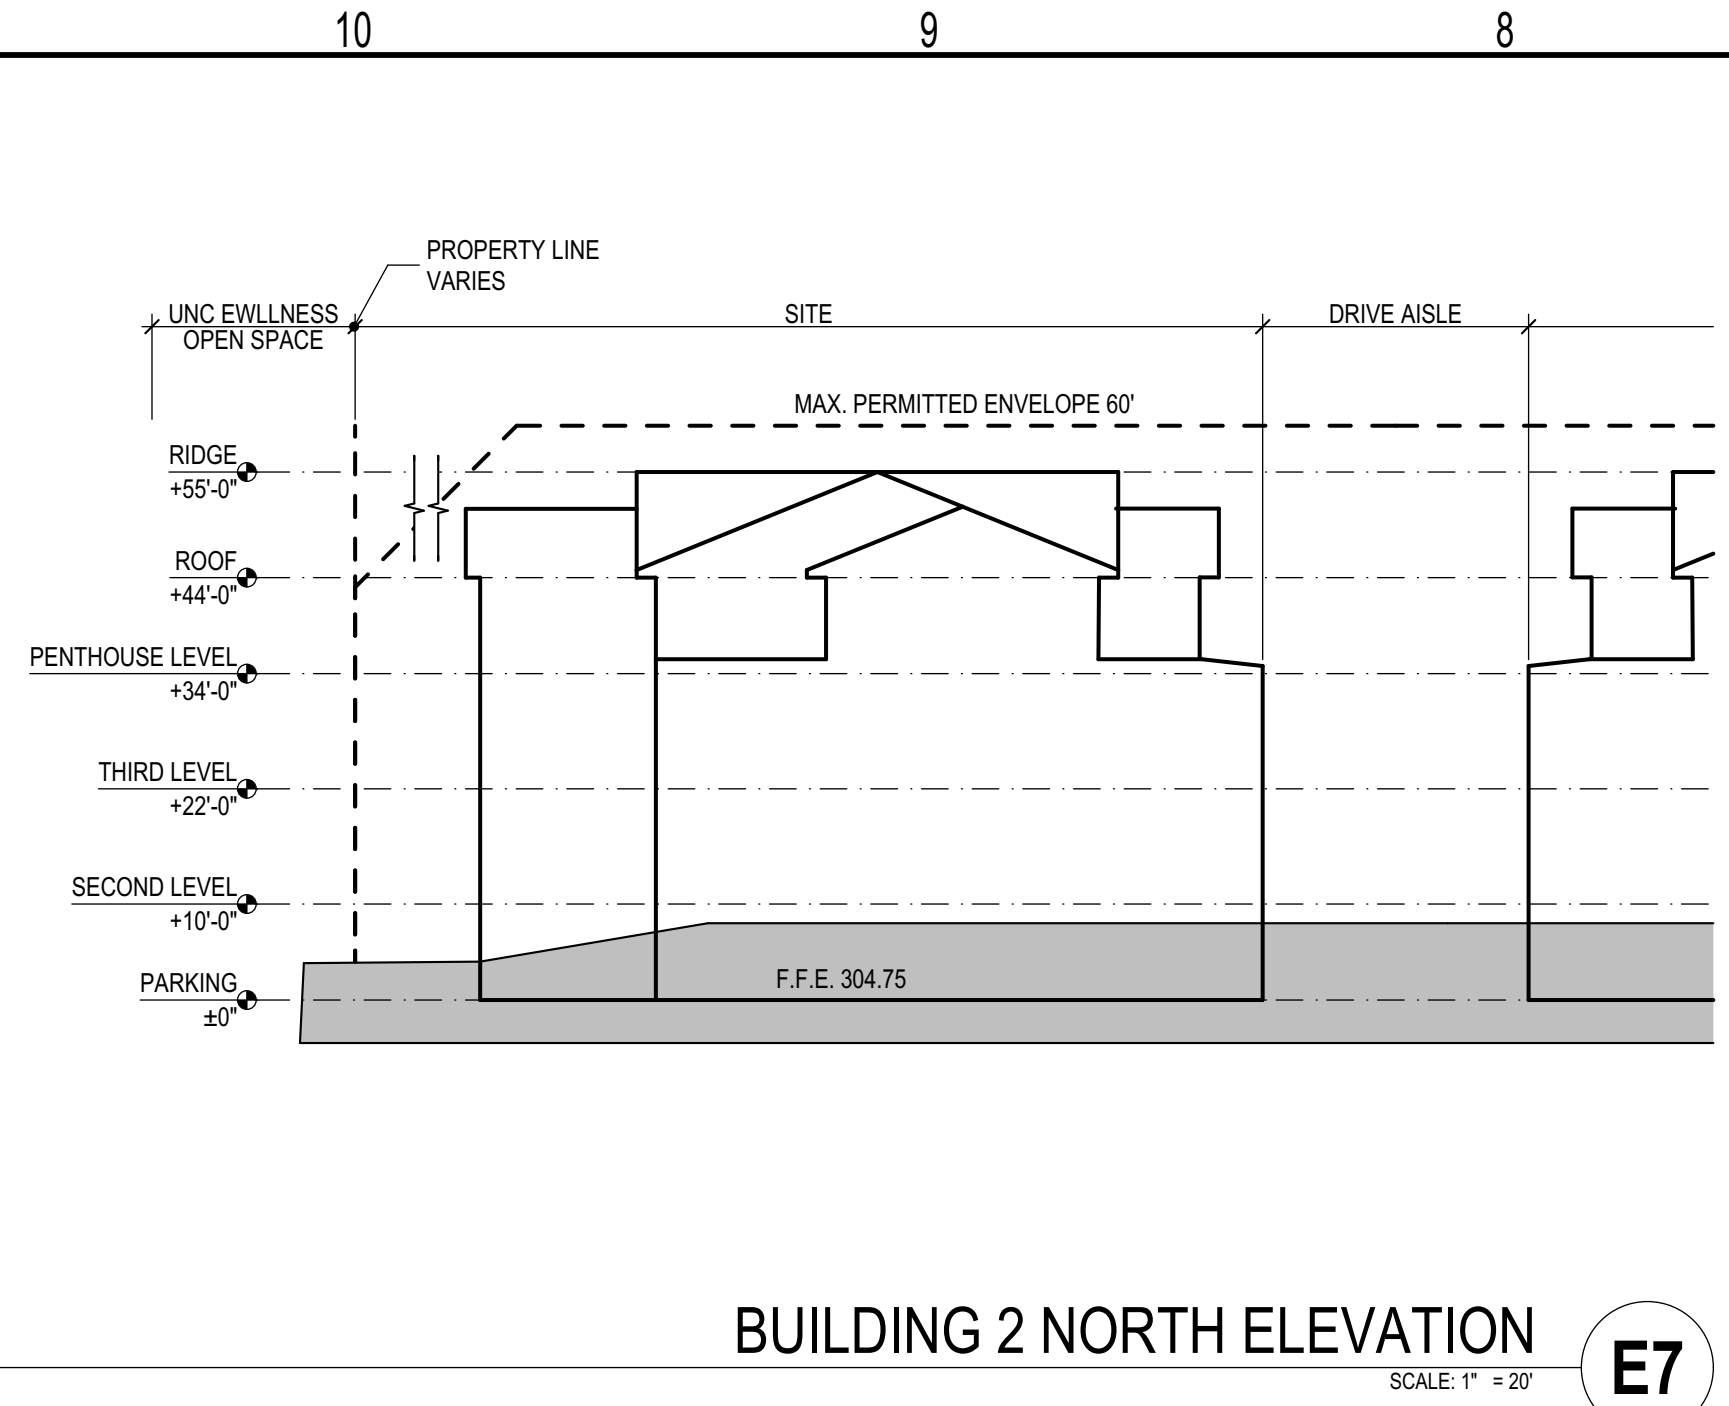 10
9
8
PROPERTY LINE
VARIES
UNC EWLLNESS
OPEN SPACE
SITE
DRIVE AISLE
MAX. PERMITTED ENVELOPE 60'
RIDGE
+55'-0"
ROOF
+44'-0"
PENTHOUSE LEVEL
+34'-0"
THIRD LEVEL
+22'-0"
SECOND LEVEL
+10'-0"
PARKING
±0"
F.F.E. 304.75
BUILDING 2 NORTH ELEVATION
SCALE: 1" = 20'
E7